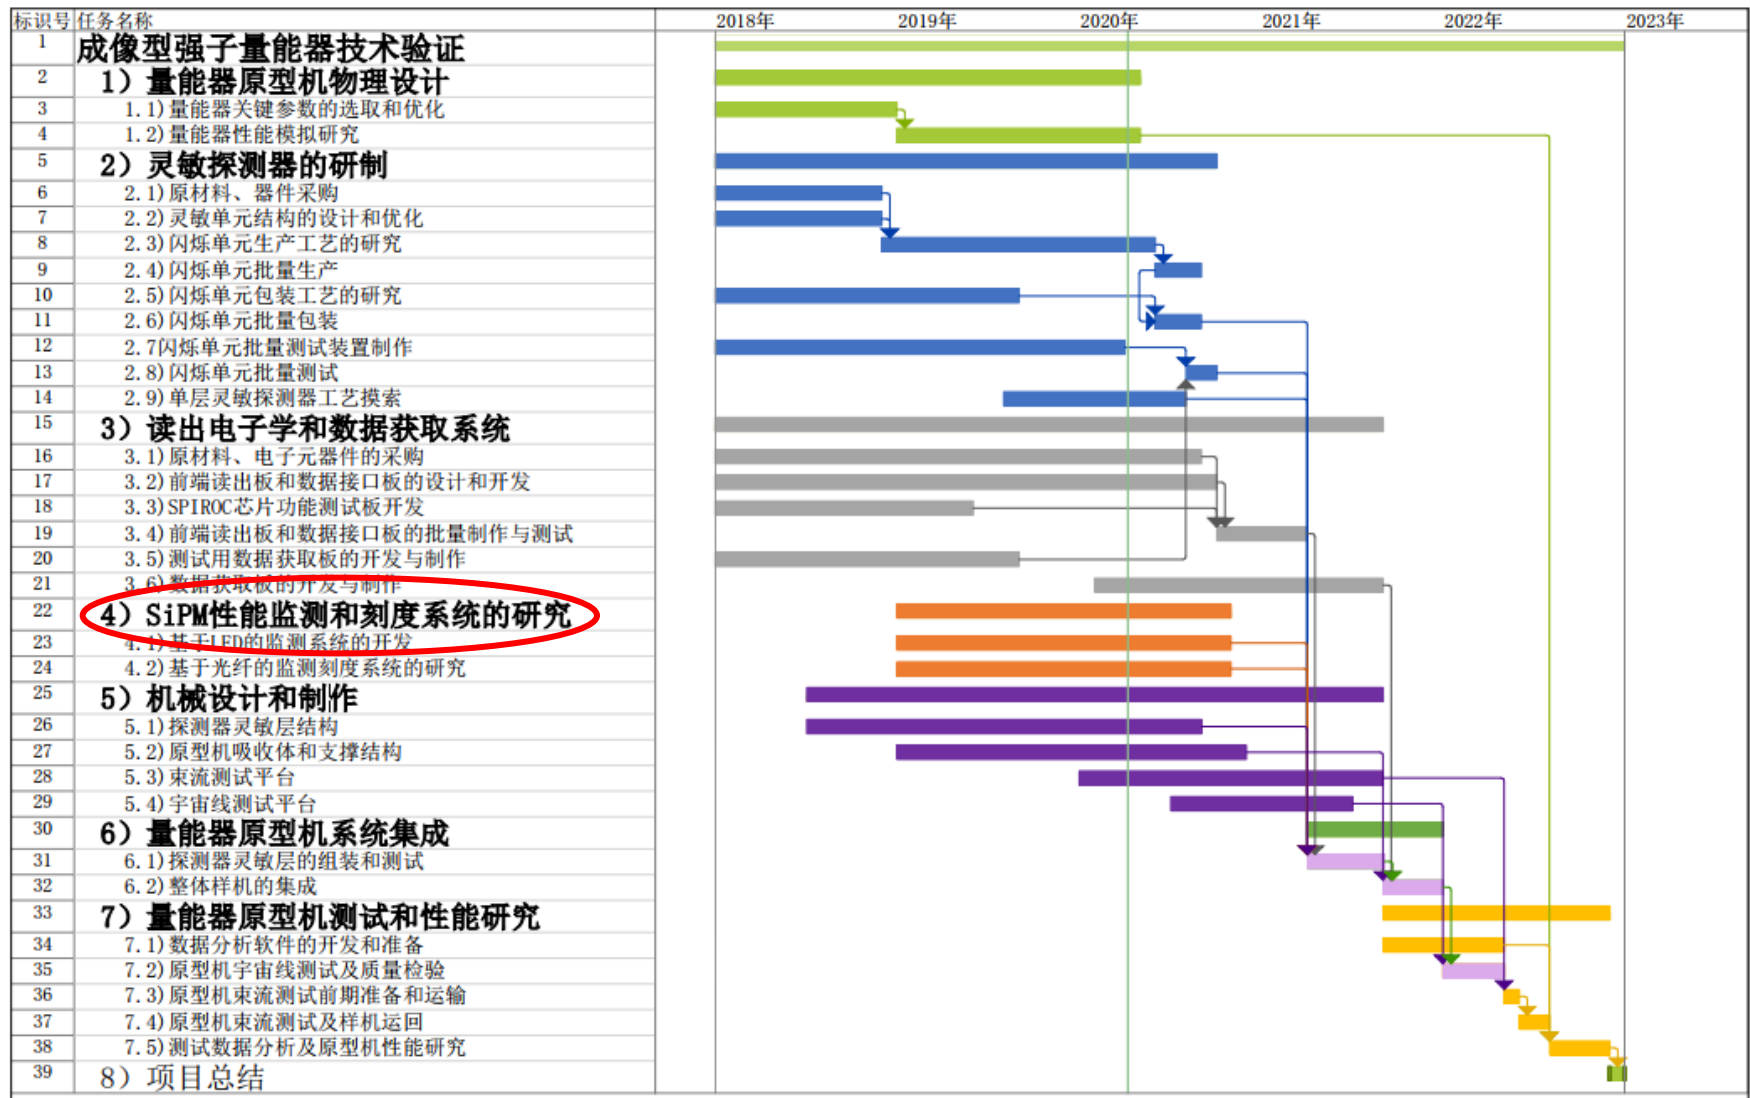 标识号 任务名称 2018年 2019年 2020年 2021年 2022年 2023年
1 成像型强子量能器技术验证
2 1）量能器原型机物理设计
3 1.1)量能器关键参数的选取和优化
4 1.2)量能器性能模拟研究
5 2）灵敏探测器的研制
6 2.1)原材料、器件采购
7 2.2)灵敏单元结构的设计和优化
8 2.3)闪烁单元生产工艺的研究
9 2.4)闪烁单元批量生产
10 2.5)闪烁单元包装工艺的研究
11 2.6)闪烁单元批量包装
12 2.7闪烁单元批量测试装置制作
13 2.8)闪烁单元批量测试
14 2.9)单层灵敏探测器工艺摸索
15 3）读出电子学和数据获取系统
16 3.1)原材料、电子元器件的采购
17 3.2)前端读出板和数据接口板的设计和开发
18 3.3)SPIROC芯片功能测试板开发
19 3.4)前端读出板和数据接口板的批量制作与测试
20 3.5)测试用数据获取板的开发与制作
21 3.6)数据获取板的开发与制作
22 4）SiPM性能监测和刻度系统的研究
23 4.1)基于LED的监测系统的开发
24 4.2)基于光纤的监测刻度系统的研究
25 5）机械设计和制作
26 5.1)探测器灵敏层结构
27 5.2)原型机吸收体和支撑结构
28 5.3)束流测试平台
29 5.4)宇宙线测试平台
30 6）量能器原型机系统集成
31 6.1)探测器灵敏层的组装和测试
32 6.2)整体样机的集成
33 7）量能器原型机测试和性能研究
34 7.1)数据分析软件的开发和准备
35 7.2)原型机宇宙线测试及质量检验
36 7.3)原型机束流测试前期准备和运输
37 7.4)原型机束流测试及样机运回
38 7.5)测试数据分析及原型机性能研究
39 8）项目总结